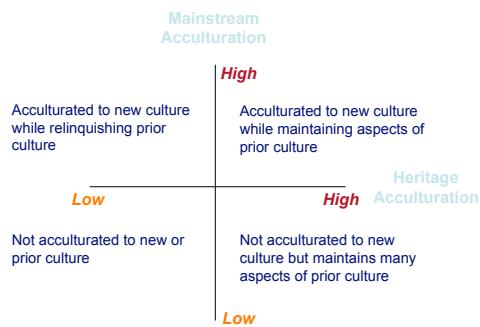 Mainstream
Acculturation
High
Acculturated to new culture
while relinquishing prior
culture
Acculturated to new culture
while maintaining aspects of
prior culture
Low
High
Heritage
Acculturation
Not acculturated to new or
prior culture
Not acculturated to new
culture but maintains many
aspects of prior culture
Low